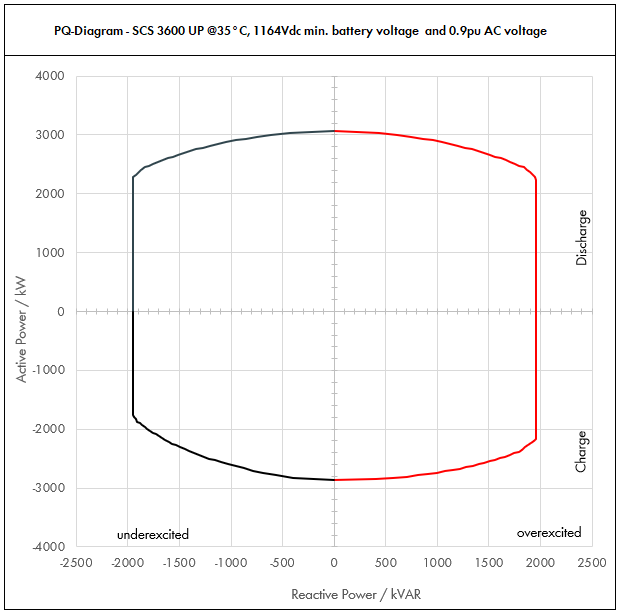 PQ-Diagram - SCS 3600 UP @35°C, 1164Vdc min. battery voltage and 0.9pu AC voltage
4000
3000
2000
1000
0
-1000
-2000
-3000
-4000
Active Power / kW
Discharge
Charge
underexcited
overexcited
-2500 -2000 -1500 -1000 -500 0 500 1000 1500 2000 2500
Reactive Power / kVAR